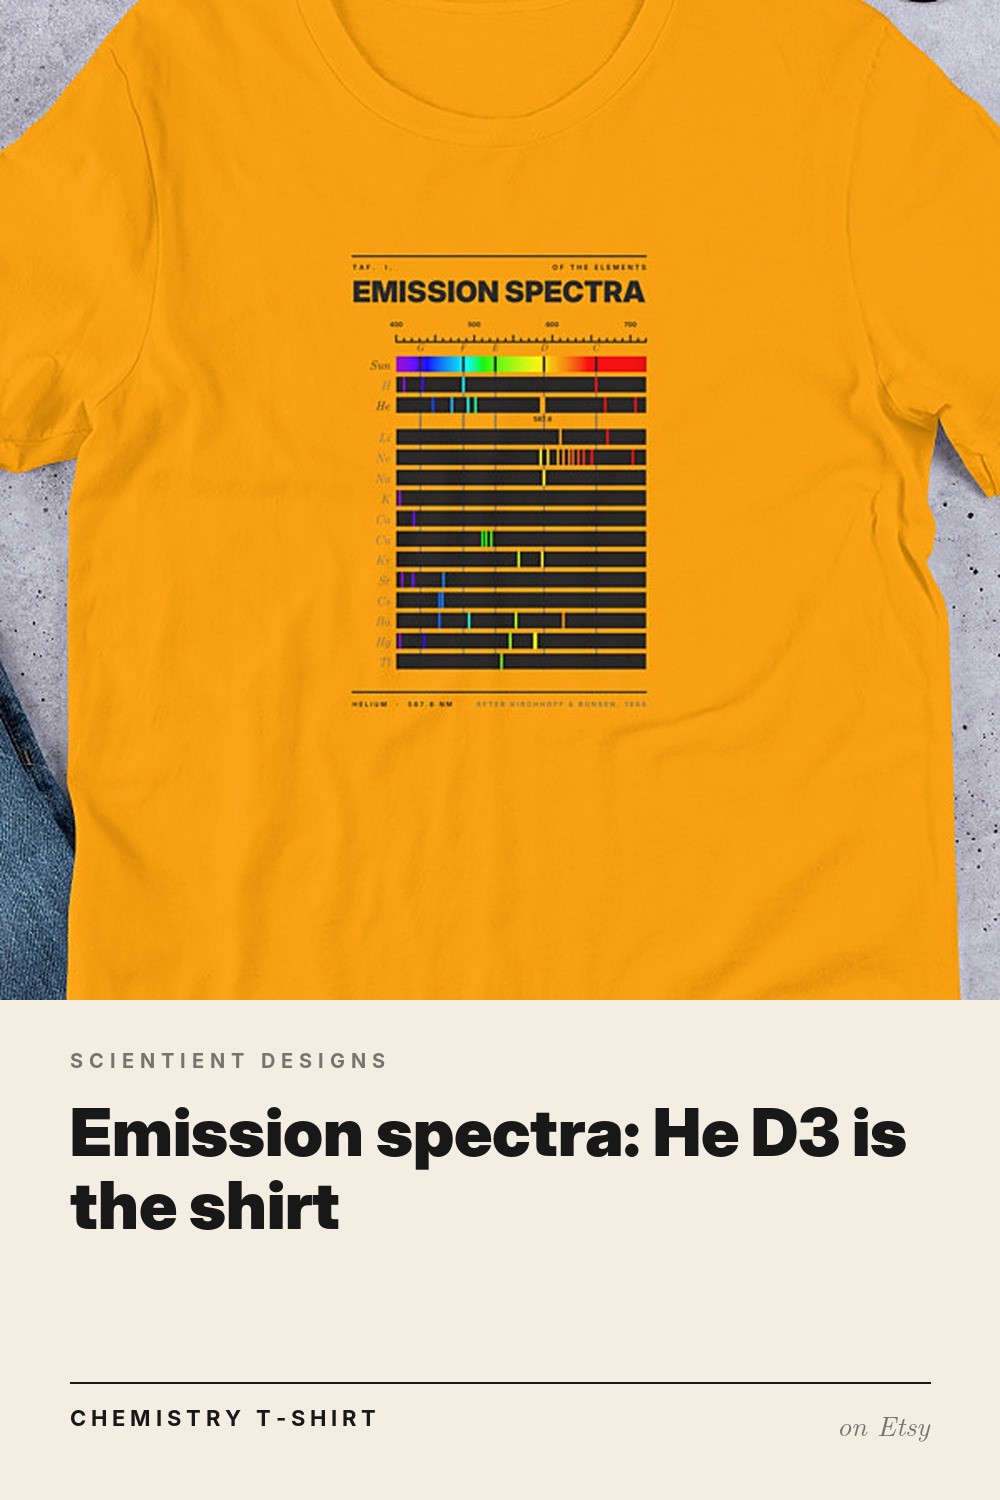 TAF. I. OF THE ELEMENTS
EMISSION SPECTRA
400 500 600 700
G F E D C
Sun
H
He
587.6
Li
Ne
Na
K
Ca
Cu
Kr
Sr
Cs
Ba
Hg
Tl
HELIUM · 587.6 NM AFTER KIRCHHOFF & BUNSEN, 1860
SCIENTIENT DESIGNS
Emission spectra: He D3 is
the shirt
CHEMISTRY T-SHIRT on Etsy